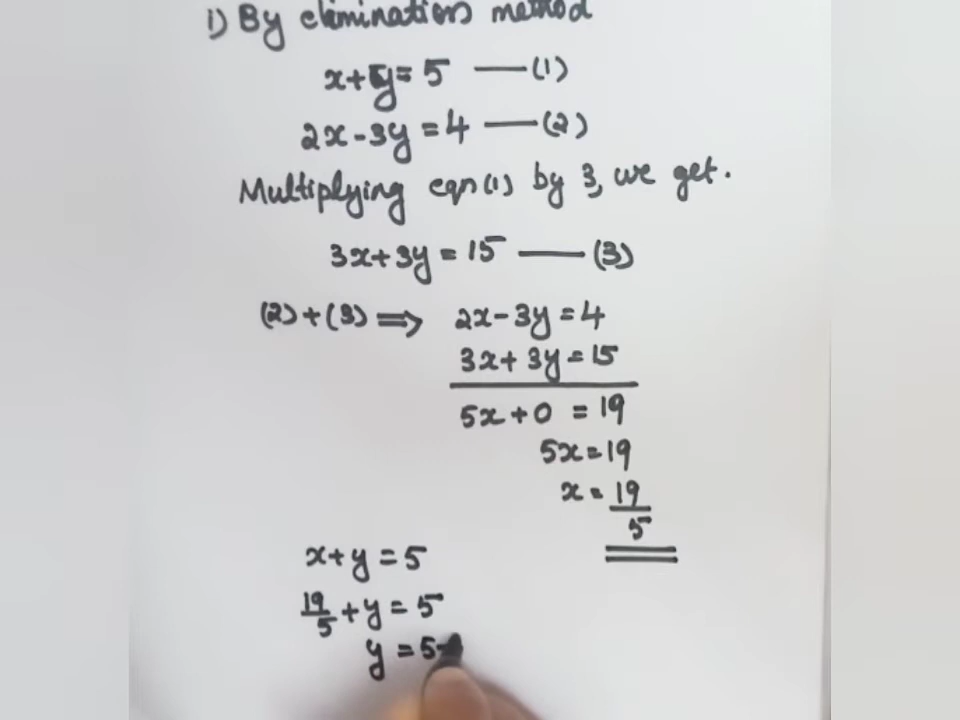 1) By elimination method
x+y= 5 —(1)
2x-3y =4 —(2)
Multiplying eqn(1) by 3, we get.
3x+3y = 15 —(3)
(2)+(3) ⟹ 2x-3y =4
3x+3y = 15
5x+0 = 19
5x=19
x= 19/5
x+y =5
19/5 +y = 5
y =5-